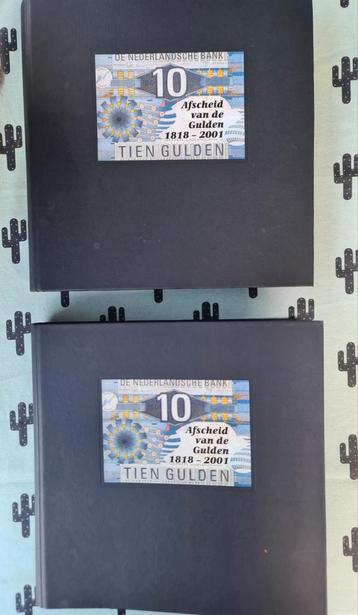 DE NEDERLANDSCHE BANK
10
Afscheid
van de
Gulden
1818 - 2001
TIEN GULDEN
DE NEDERLANDSCHE BANK
10
Afscheid
van de
Gulden
1818 - 2001
TIEN GULDEN